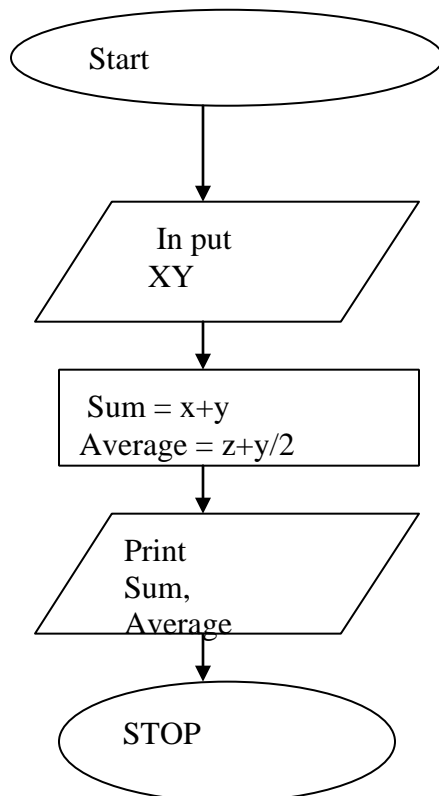 Start
In put
XY
Sum = x+y
Average = z+y/2
Print
Sum,
Average
STOP